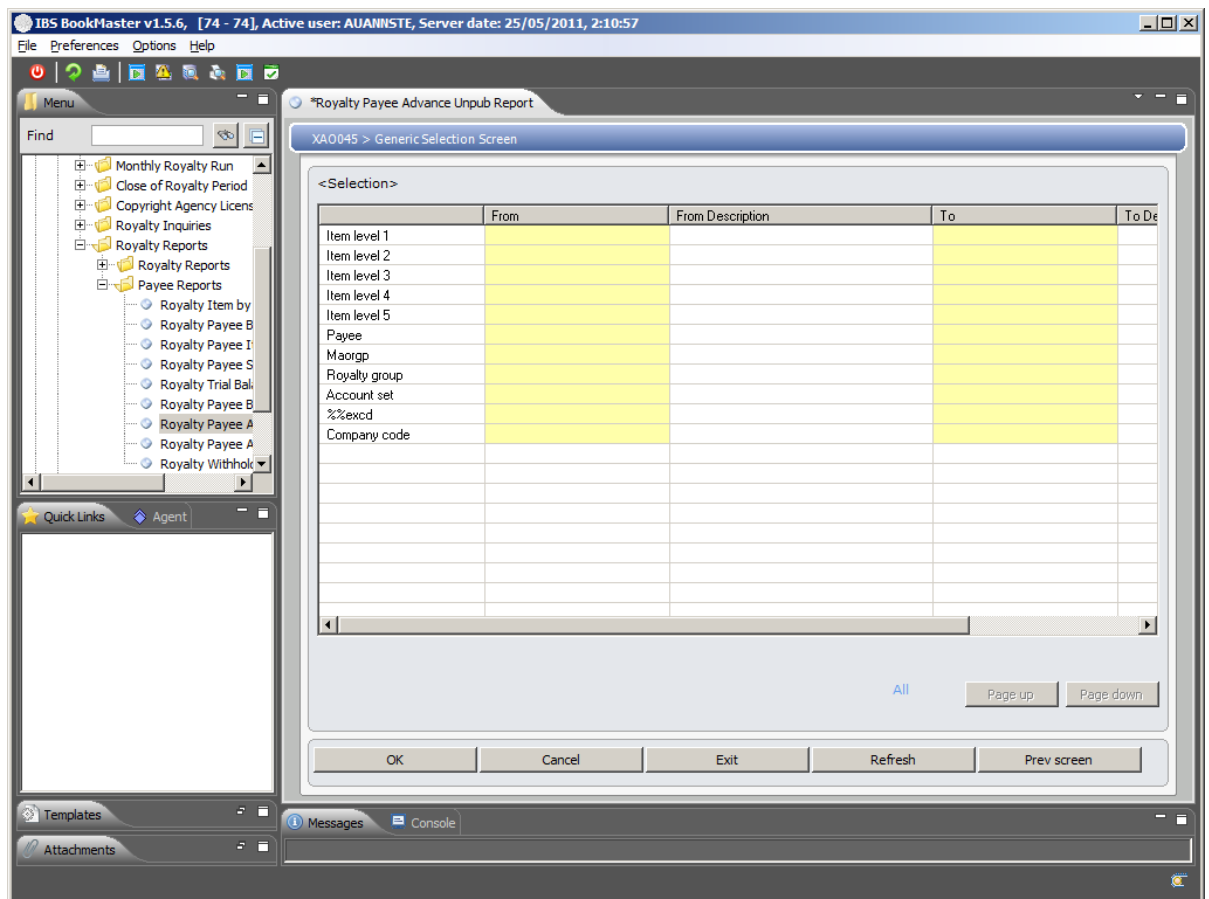 IBS BookMaster v1.5.6, [74 - 74], Active user: AUANNSTE, Server date: 25/05/2011, 2:10:57
File Preferences Options Help
Menu
*Royalty Payee Advance Unpub Report
Find
XAO045 > Generic Selection Screen
Monthly Royalty Run
Close of Royalty Period
Copyright Agency Licens
Royalty Inquiries
Royalty Reports
Royalty Reports
Payee Reports
Royalty Item by
Royalty Payee B
Royalty Payee I
Royalty Payee S
Royalty Trial Bal
Royalty Payee B
Royalty Payee A
Royalty Payee A
Royalty Withhol
<Selection>
From From Description To To De
Item level 1
Item level 2
Item level 3
Item level 4
Item level 5
Payee
Maorgp
Royalty group
Account set
%%excd
Company code
All Page up Page down
OK Cancel Exit Refresh Prev screen
Quick Links Agent
Templates
Attachments
Messages Console